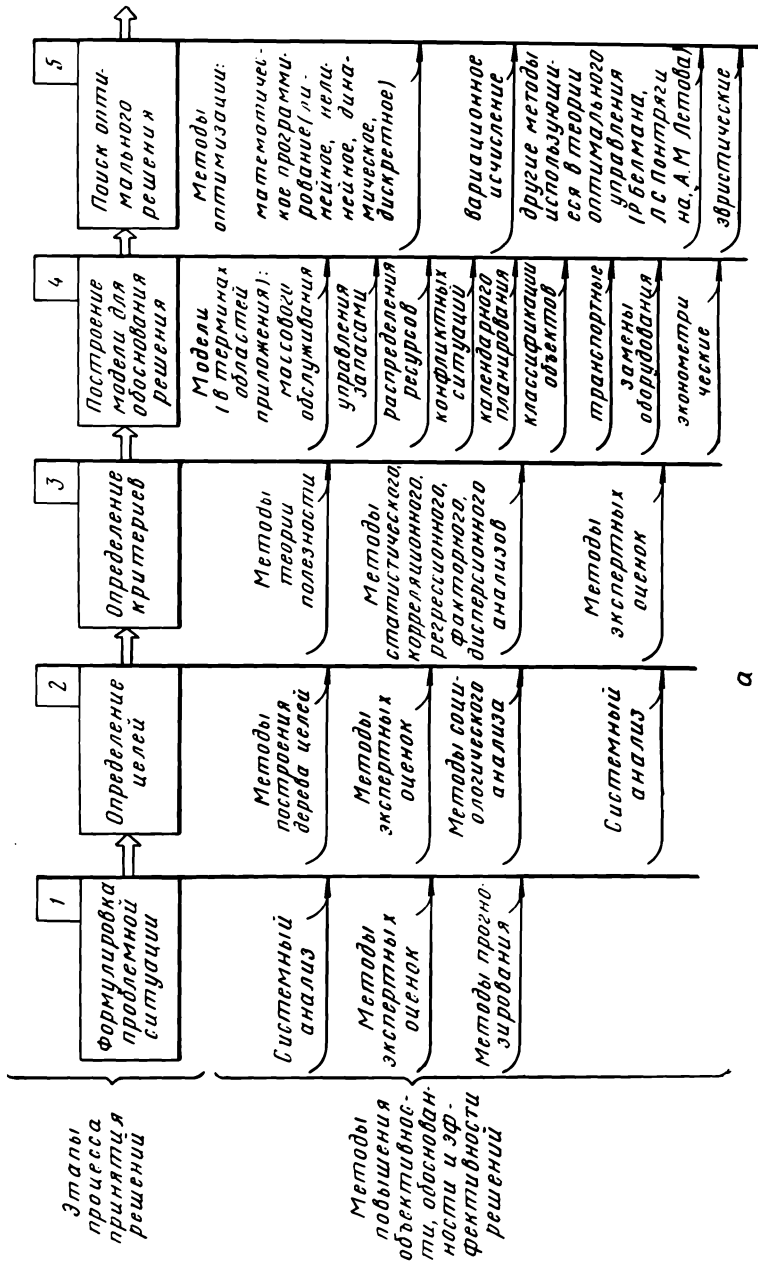 Этапы
процесса
принятия
решений
1
Формулировка
проблемной
ситуации
2
Определение
целей
3
Определение
критериев
4
Построение
модели для
обоснования
решения
5
Поиск опти-
мального
решения
Методы
повышения
объективнос-
ти, обоснован-
ности и эф-
фективности
решений
Системный
анализ
Методы
экспертных
оценок
Методы прогно-
зирования
Методы
построения
дерева целей
Методы
экспертных
оценок
Методы соци-
ологического
анализа
Системный
анализ
Методы
теории
полезности
Методы
статистического,
корреляционного,
регрессионного,
факторного,
дисперсионного
анализов
Методы
экспертных
оценок
Модели
(в терминах
областей
приложения):
массового
обслуживания
управления
запасами
распределения
ресурсов
конфликтных
ситуаций
календарного
планирования
классификации
объектов
транспортные
замены
оборудования
эконометри
ческие
Методы
оптимизации:
математичес-
кое программи-
рование (ли-
нейное, нели-
нейное, дина-
мическое,
дискретное)
вариационное
исчисление
другие методы
использующи-
еся в теории
оптимального
управления
(Р Белмана,
Л С Понтряги
на, А. М Летова)
эвристические
а